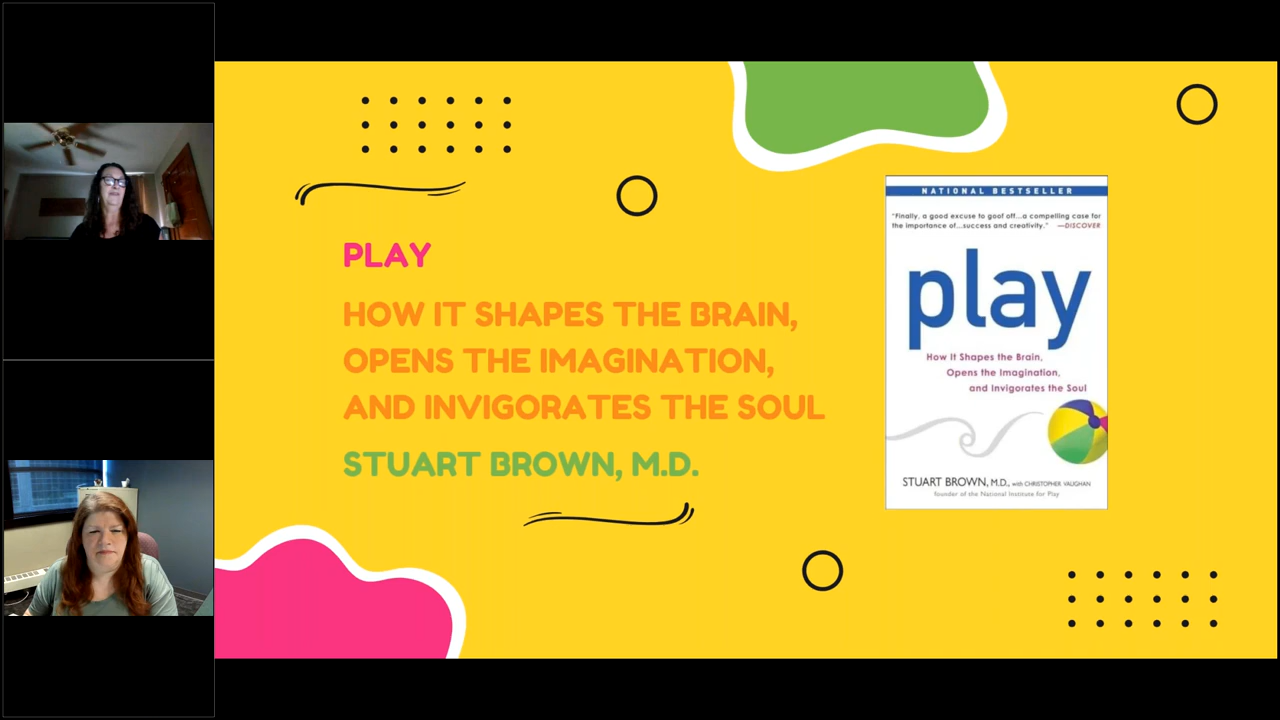 PLAY
HOW IT SHAPES THE BRAIN,
OPENS THE IMAGINATION,
AND INVIGORATES THE SOUL
STUART BROWN, M.D.
NATIONAL BESTSELLER
"Finally, a good excuse to goof off...a compelling case for
the importance of...success and creativity." —DISCOVER
play
How It Shapes the Brain,
Opens the Imagination,
and Invigorates the Soul
STUART BROWN, M.D., with CHRISTOPHER VAUGHAN
founder of the National Institute for Play